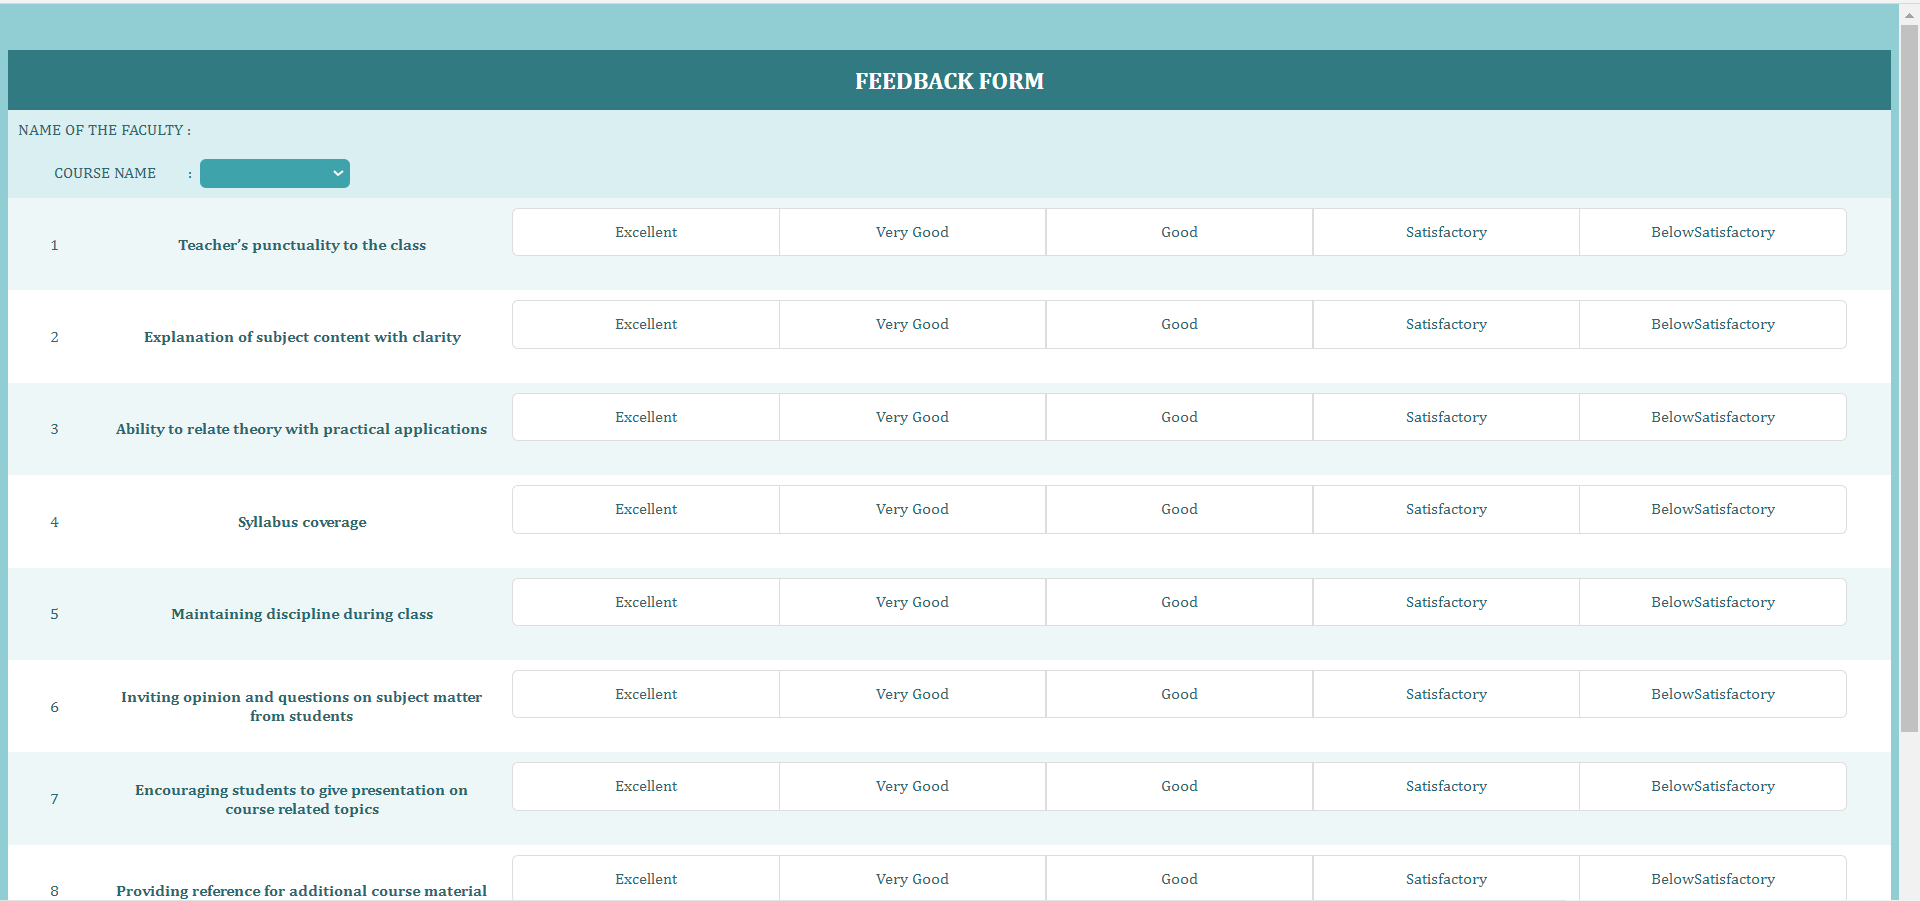 FEEDBACK FORM
NAME OF THE FACULTY :
COURSE NAME :
1 Teacher’s punctuality to the class Excellent Very Good Good Satisfactory BelowSatisfactory
2 Explanation of subject content with clarity Excellent Very Good Good Satisfactory BelowSatisfactory
3 Ability to relate theory with practical applications Excellent Very Good Good Satisfactory BelowSatisfactory
4 Syllabus coverage Excellent Very Good Good Satisfactory BelowSatisfactory
5 Maintaining discipline during class Excellent Very Good Good Satisfactory BelowSatisfactory
6 Inviting opinion and questions on subject matter
from students Excellent Very Good Good Satisfactory BelowSatisfactory
7 Encouraging students to give presentation on
course related topics Excellent Very Good Good Satisfactory BelowSatisfactory
8 Providing reference for additional course material Excellent Very Good Good Satisfactory BelowSatisfactory